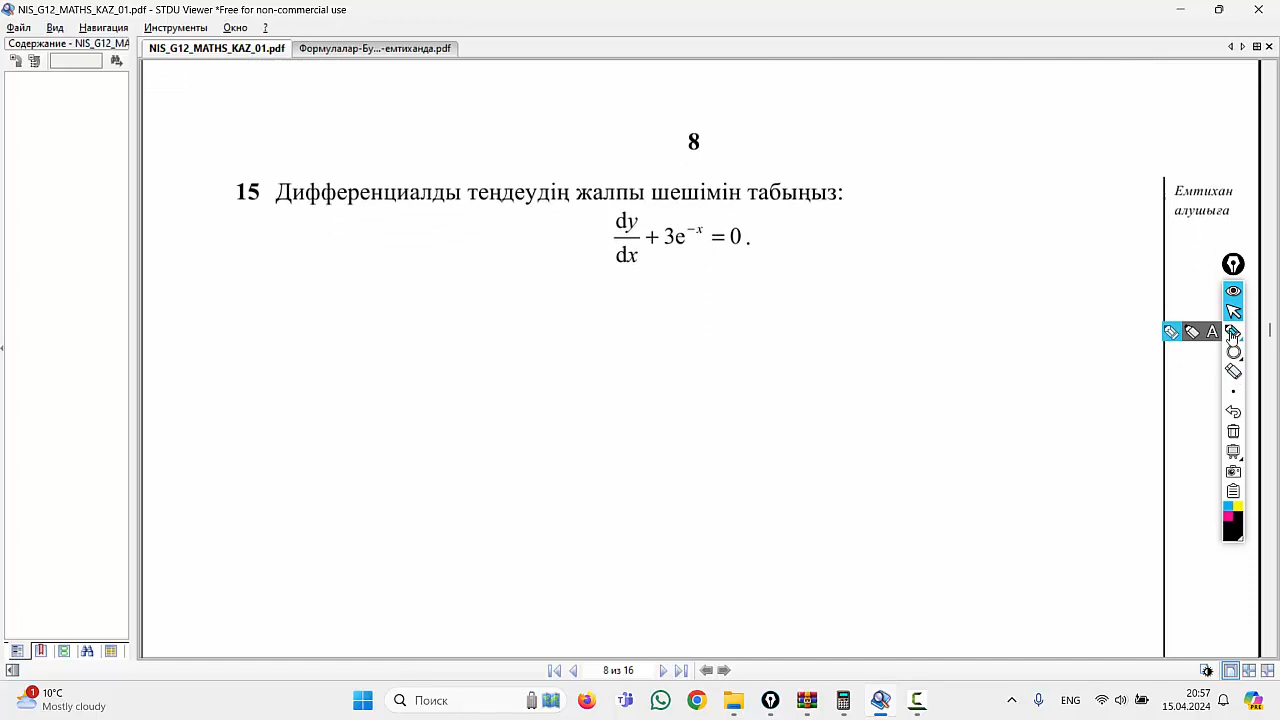 NIS_G12_MATHS_KAZ_01.pdf - STDU Viewer *Free for non-commercial use
Файл Вид Навигация Инструменты Окно ?
Содержание - NIS_G12_MA
NIS_G12_MATHS_KAZ_01.pdf Формулалар-Бу...-емтиханда.pdf
8
15 Дифференциалды теңдеудің жалпы шешімін табыңыз:
dy/dx + 3e^{-x} = 0.
Емтихан
алушыға
A
8 из 16
1
10°C
Mostly cloudy
Поиск
ENG
20:57
15.04.2024
PRE